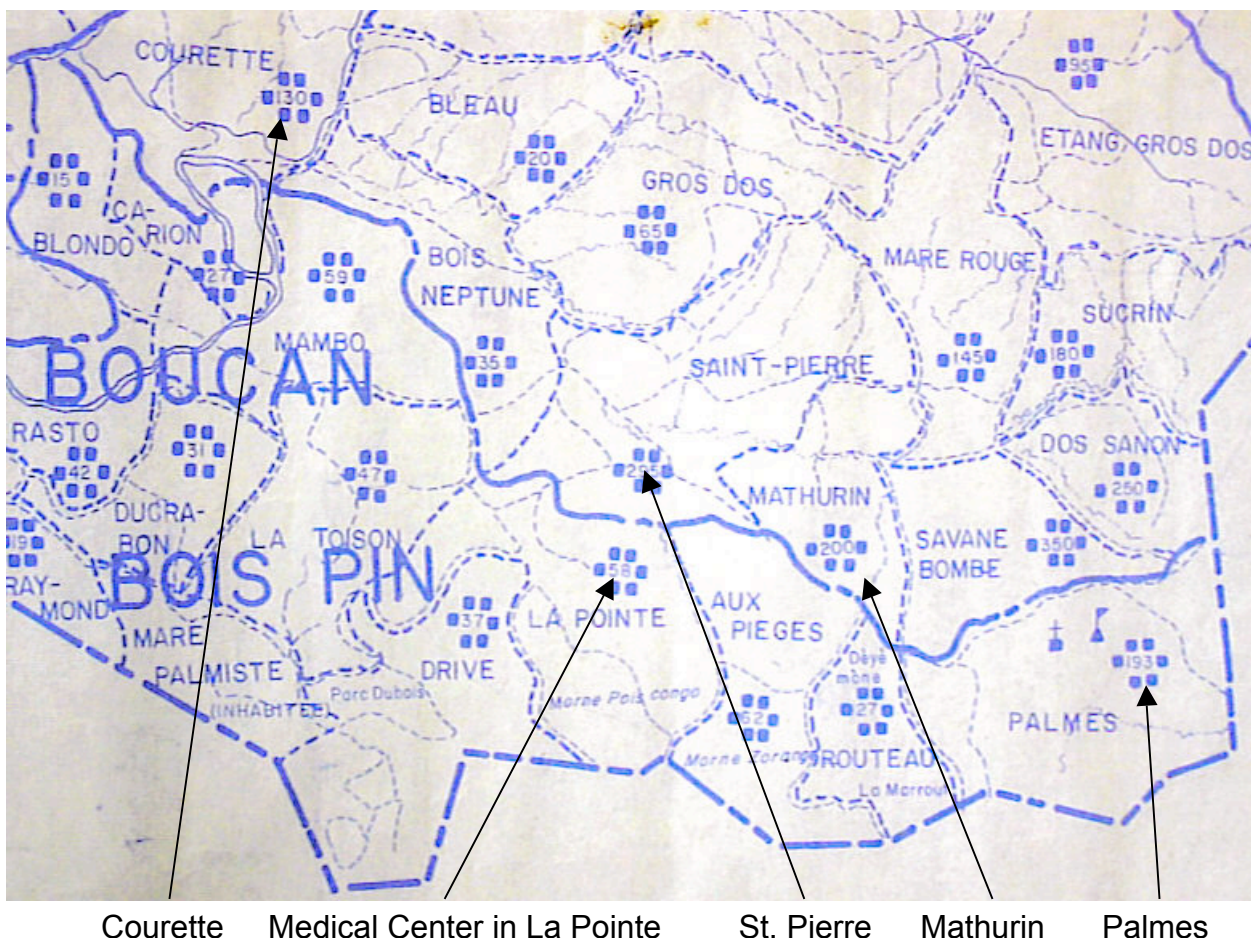 COURETTE
130
BLEAU
20
95
ETANG, GROS DOS
GROS DOS
65
15
BLONDO
CA-
RION
27
59
MAMBO
BOIS
NEPTUNE
35
MARE ROUGE
145
SUCRIN
180
SAINT-PIERRE
BOUCAN
RASTO
42
31
DUCRA-
BON
47
LA TOISON
295
MATHURIN
200
DOS SANON
250
SAVANE
BOMBE
350
19
RAY-
MOND
BOIS PIN
58
LA POINTE
AUX
PIEGES
37
DRIVE
MARE
PALMISTE
(INHABITEE)
Parc Dubois
Morne Pois congo
62
Morne Zorange
Déyé
mone
27
ROUTEAU
La Marrout
193
PALMES
Courette Medical Center in La Pointe St. Pierre Mathurin Palmes